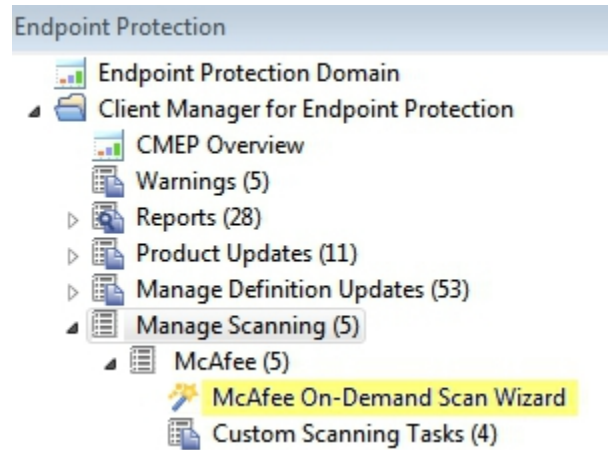 Endpoint Protection
Endpoint Protection Domain
Client Manager for Endpoint Protection
CMEP Overview
Warnings (5)
Reports (28)
Product Updates (11)
Manage Definition Updates (53)
Manage Scanning (5)
McAfee (5)
McAfee On-Demand Scan Wizard
Custom Scanning Tasks (4)